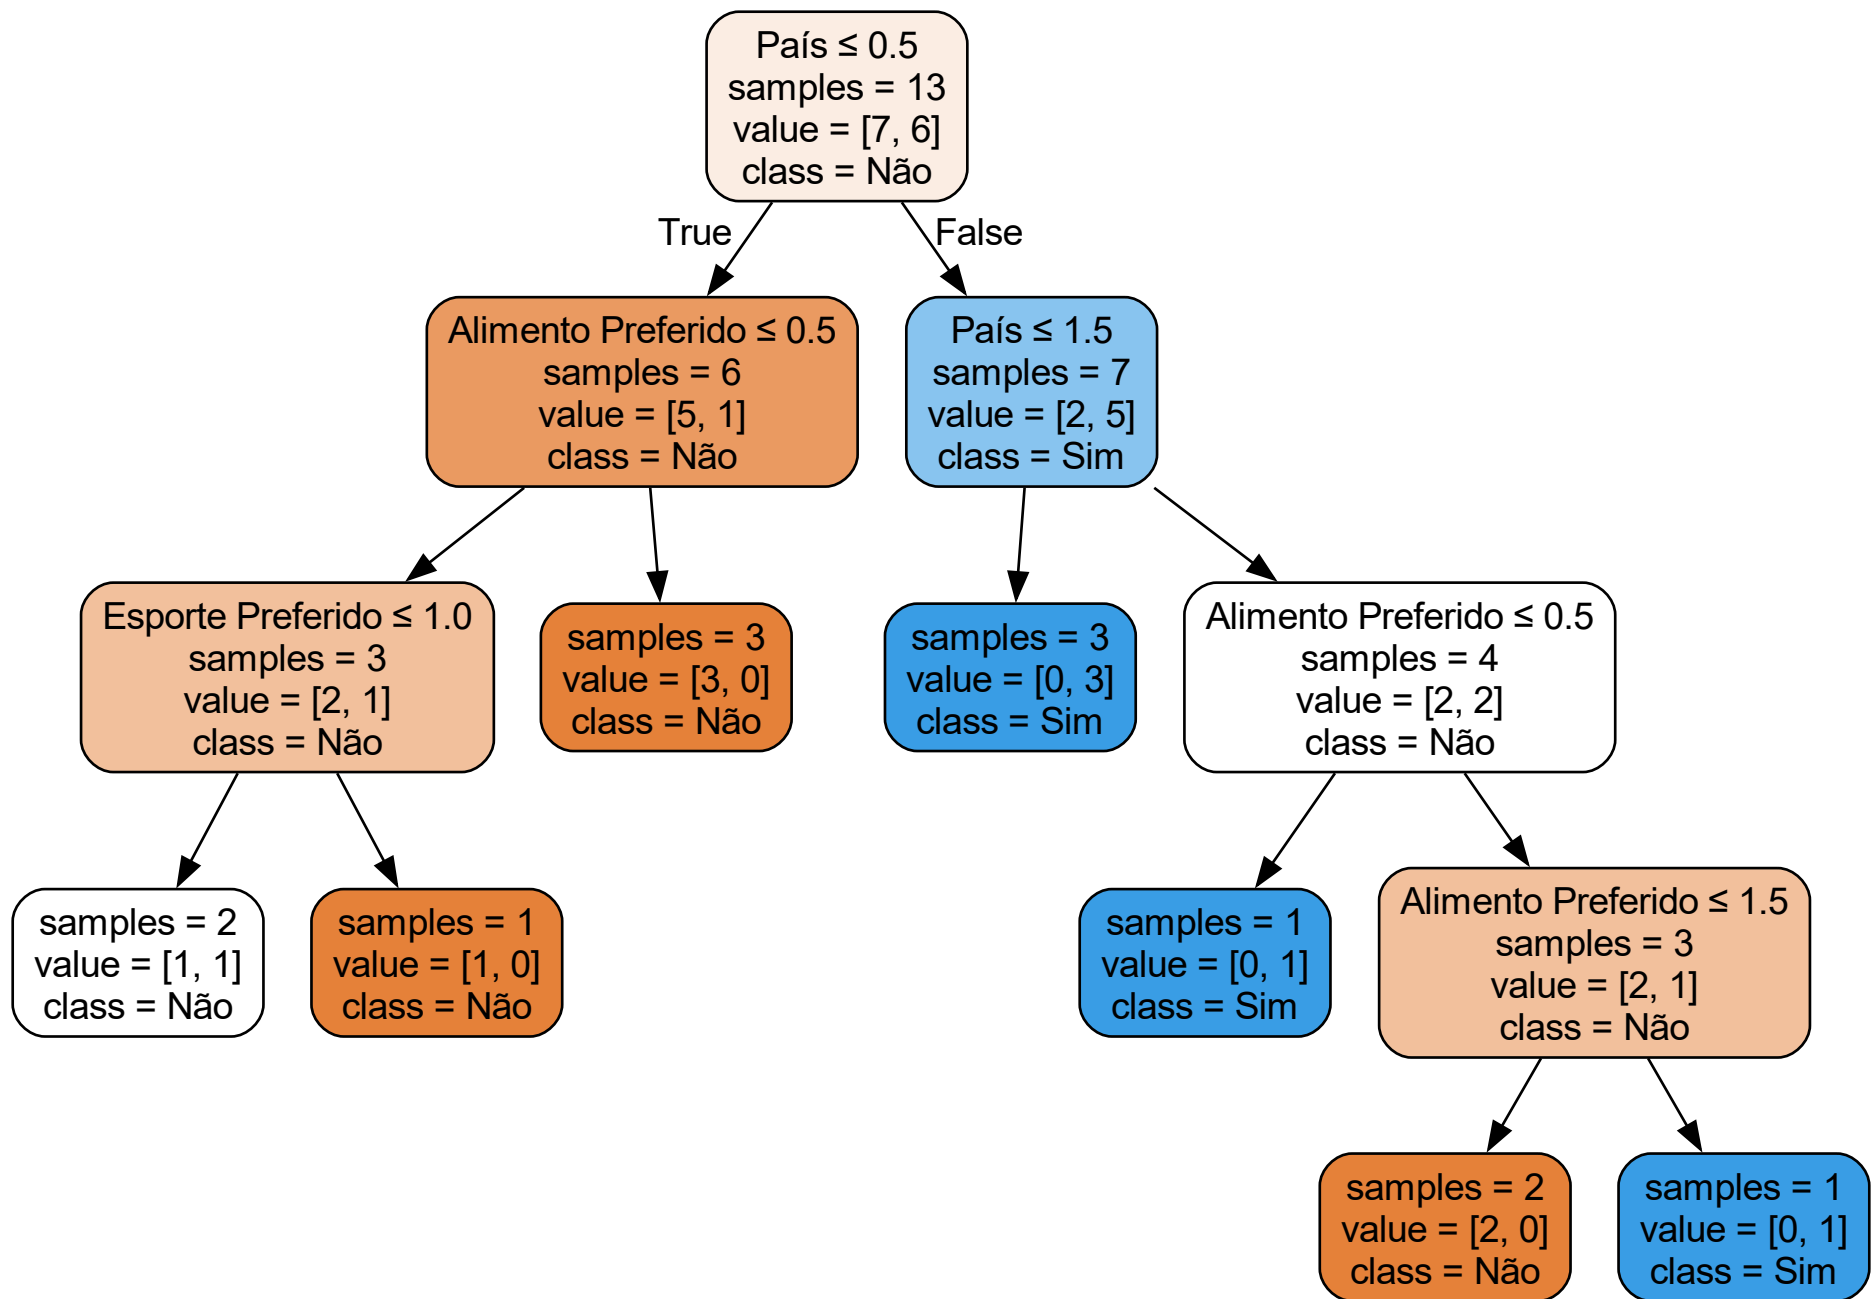 País ≤ 0.5
samples = 13
value = [7, 6]
class = Não
True
False
Alimento Preferido ≤ 0.5
samples = 6
value = [5, 1]
class = Não
País ≤ 1.5
samples = 7
value = [2, 5]
class = Sim
Esporte Preferido ≤ 1.0
samples = 3
value = [2, 1]
class = Não
samples = 3
value = [3, 0]
class = Não
samples = 3
value = [0, 3]
class = Sim
Alimento Preferido ≤ 0.5
samples = 4
value = [2, 2]
class = Não
samples = 2
value = [1, 1]
class = Não
samples = 1
value = [1, 0]
class = Não
samples = 1
value = [0, 1]
class = Sim
Alimento Preferido ≤ 1.5
samples = 3
value = [2, 1]
class = Não
samples = 2
value = [2, 0]
class = Não
samples = 1
value = [0, 1]
class = Sim